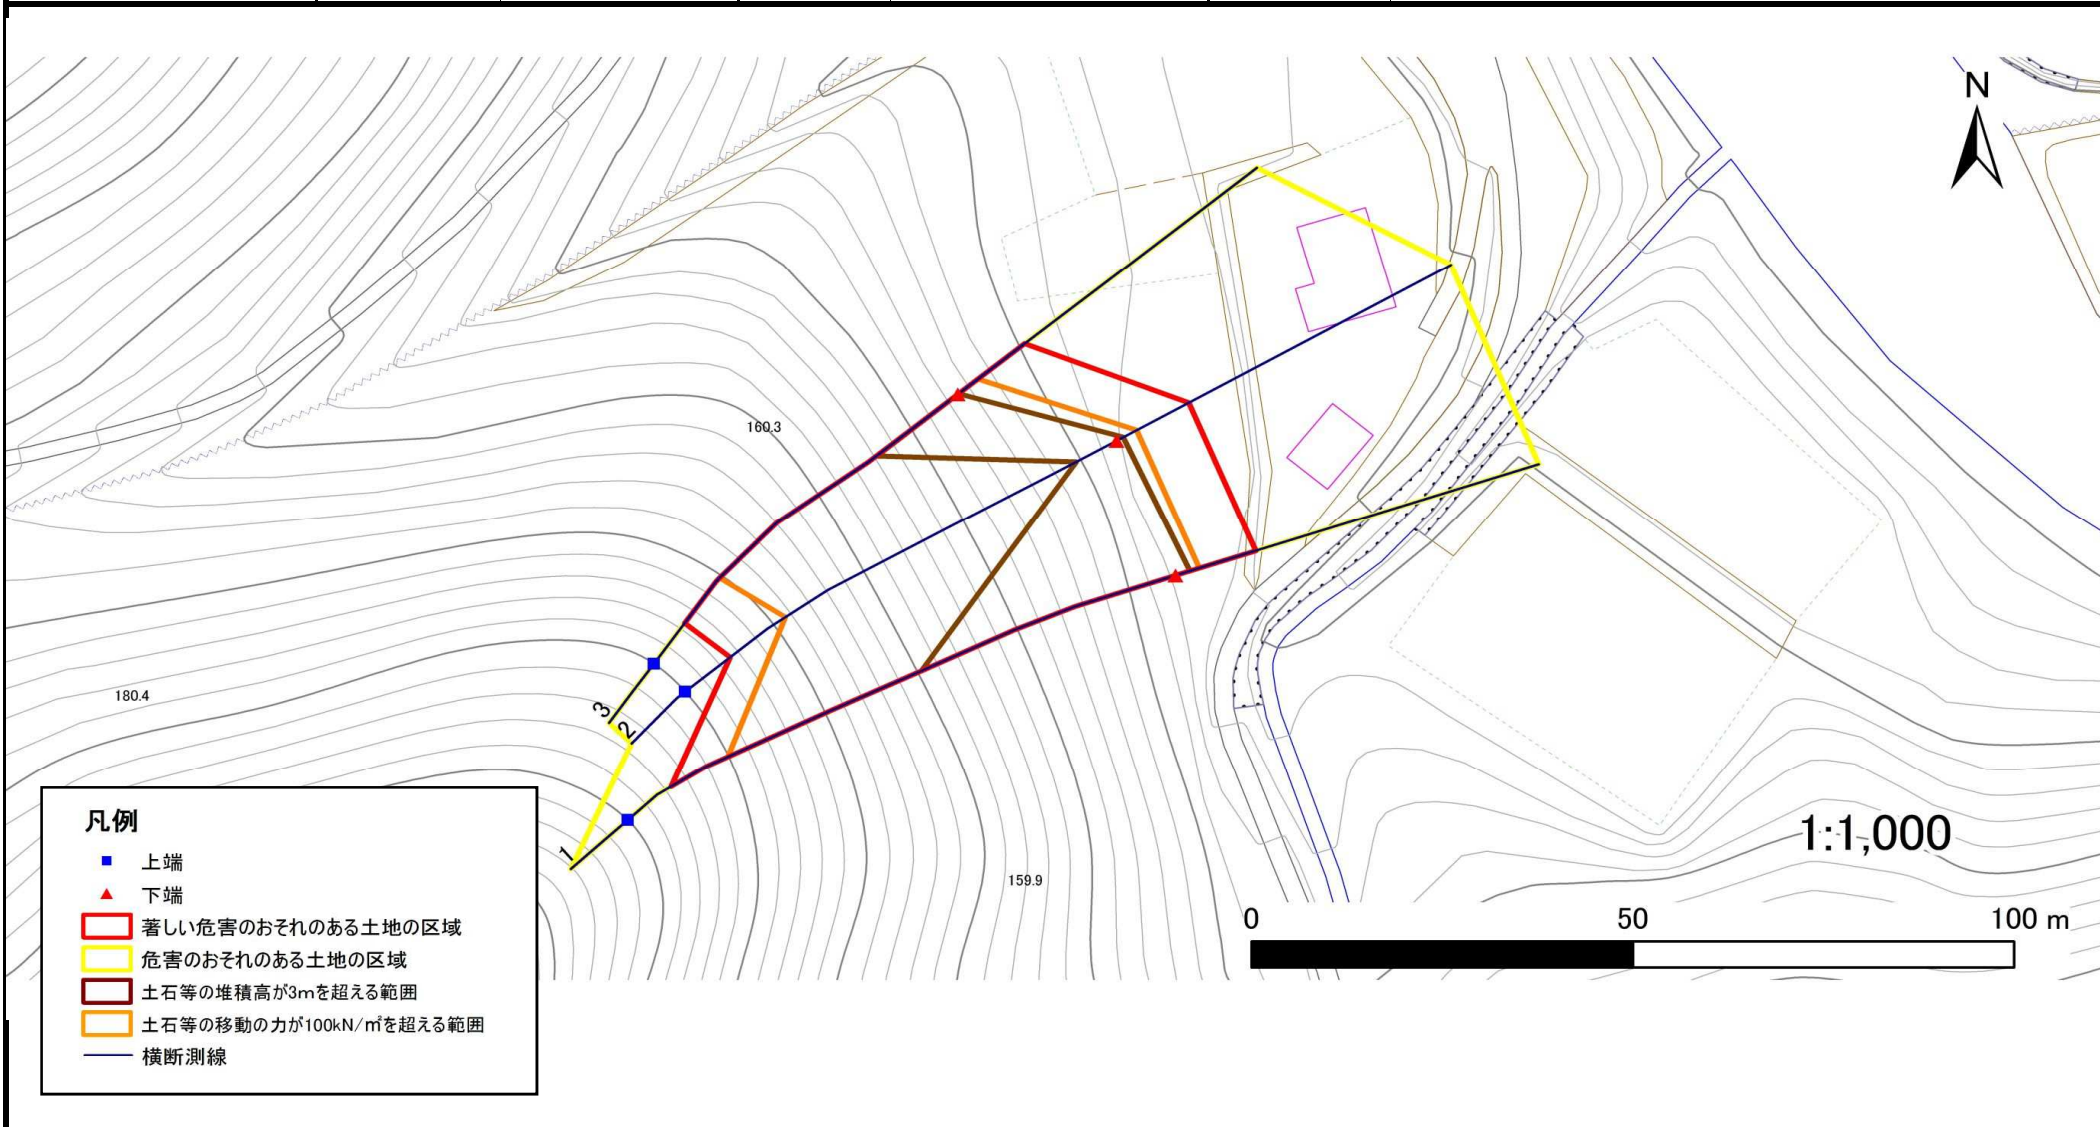 N
160.3
180.4
3
2
1
159.9
1:1,000
0 50 100 m
凡例
上端
下端
著しい危害のおそれのある土地の区域
危害のおそれのある土地の区域
土石等の堆積高が3mを超える範囲
土石等の移動の力が100kN/㎡を超える範囲
横断測線